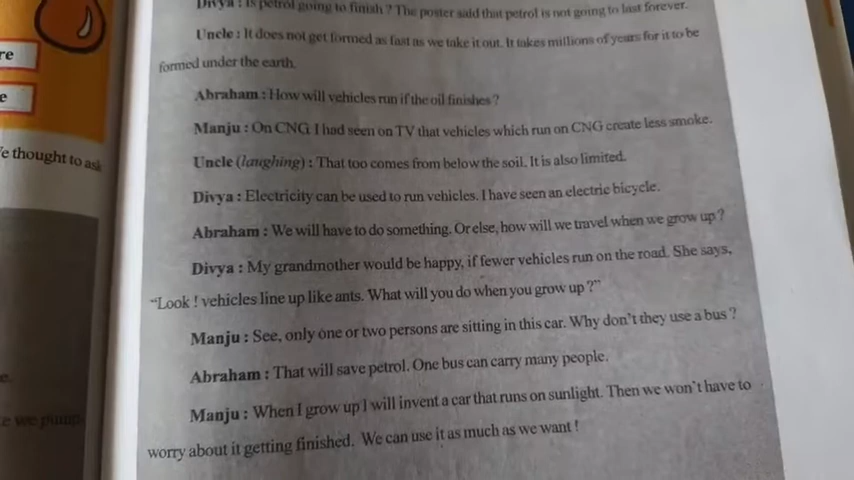 Divya : Is petrol going to finish ? The poster said that petrol is not going to last forever.
Uncle : It does not get formed as fast as we take it out. It takes millions of years for it to be
formed under the earth.
Abraham : How will vehicles run if the oil finishes ?
Manju : On CNG. I had seen on TV that vehicles which run on CNG create less smoke.
Uncle (laughing) : That too comes from below the soil. It is also limited.
Divya : Electricity can be used to run vehicles. I have seen an electric bicycle.
Abraham : We will have to do something. Or else, how will we travel when we grow up ?
Divya : My grandmother would be happy, if fewer vehicles run on the road. She says,
“Look ! vehicles line up like ants. What will you do when you grow up ?”
Manju : See, only one or two persons are sitting in this car. Why don't they use a bus ?
Abraham : That will save petrol. One bus can carry many people.
Manju : When I grow up I will invent a car that runs on sunlight. Then we won't have to
worry about it getting finished. We can use it as much as we want !
re
e
e thought to ask
e.
e we pump